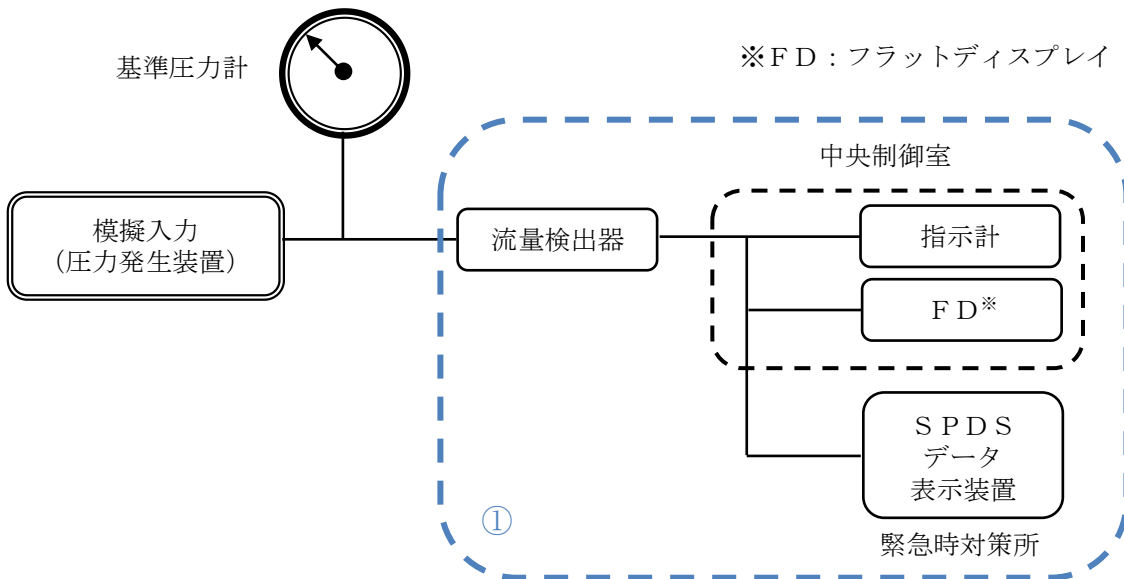 基準圧力計
※ＦＤ：フラットディスプレイ
中央制御室
模擬入力
（圧力発生装置）
流量検出器
指示計
ＦＤ※
ＳＰＤＳ
データ
表示装置
①
緊急時対策所